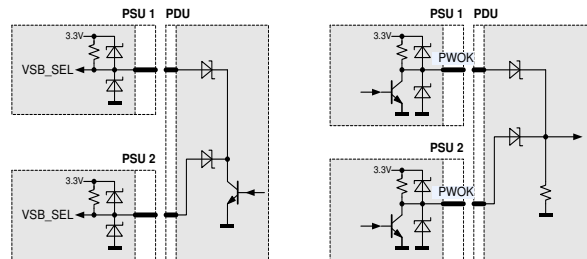 PSU 1 PDU
3.3V
VSB_SEL
PSU 2
3.3V
VSB_SEL
PSU 1 PDU
3.3V
PWOK
PSU 2
3.3V
PWOK